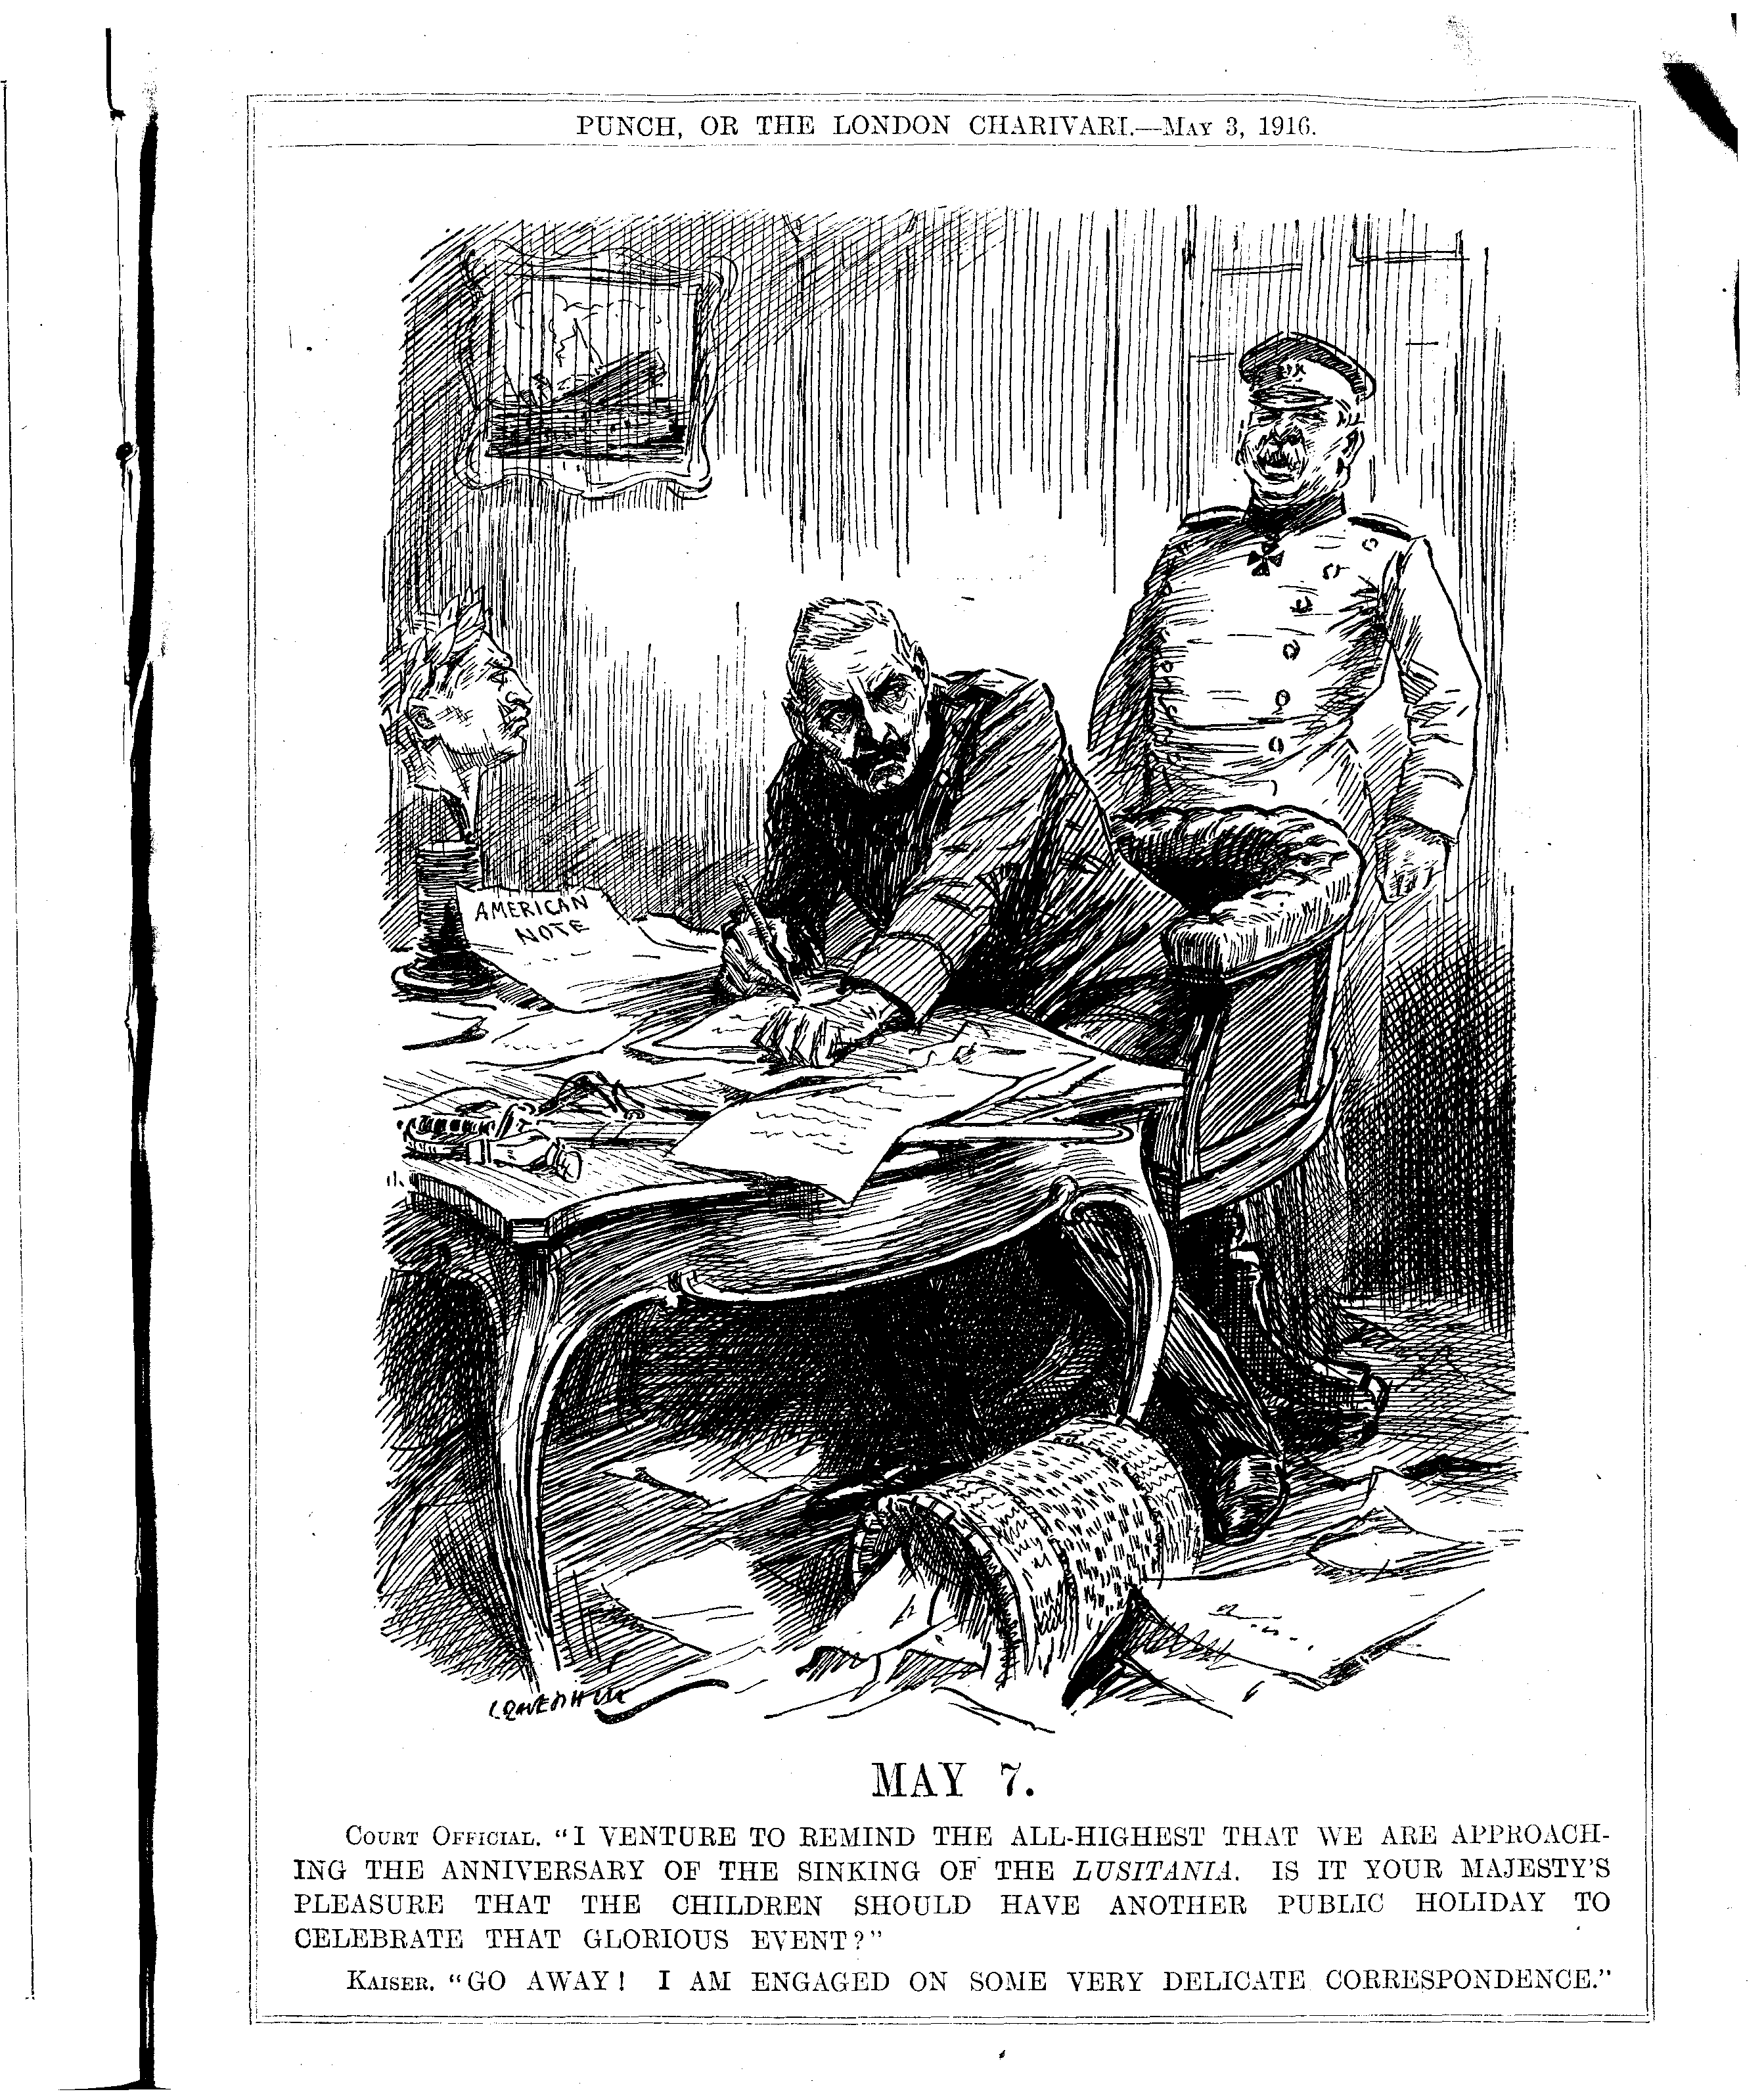 PUNCH, OR THE LONDON CHARIVARI.—MAY 3, 1916.
AMERICAN
NOTE
MAY 7.
COURT OFFICIAL. "I VENTURE TO REMIND THE ALL-HIGHEST THAT WE ARE APPROACH-
ING THE ANNIVERSARY OF THE SINKING OF THE LUSITANIA. IS IT YOUR MAJESTY'S
PLEASURE THAT THE CHILDREN SHOULD HAVE ANOTHER PUBLIC HOLIDAY TO
CELEBRATE THAT GLORIOUS EVENT?"
KAISER. "GO AWAY! I AM ENGAGED ON SOME VERY DELICATE CORRESPONDENCE."